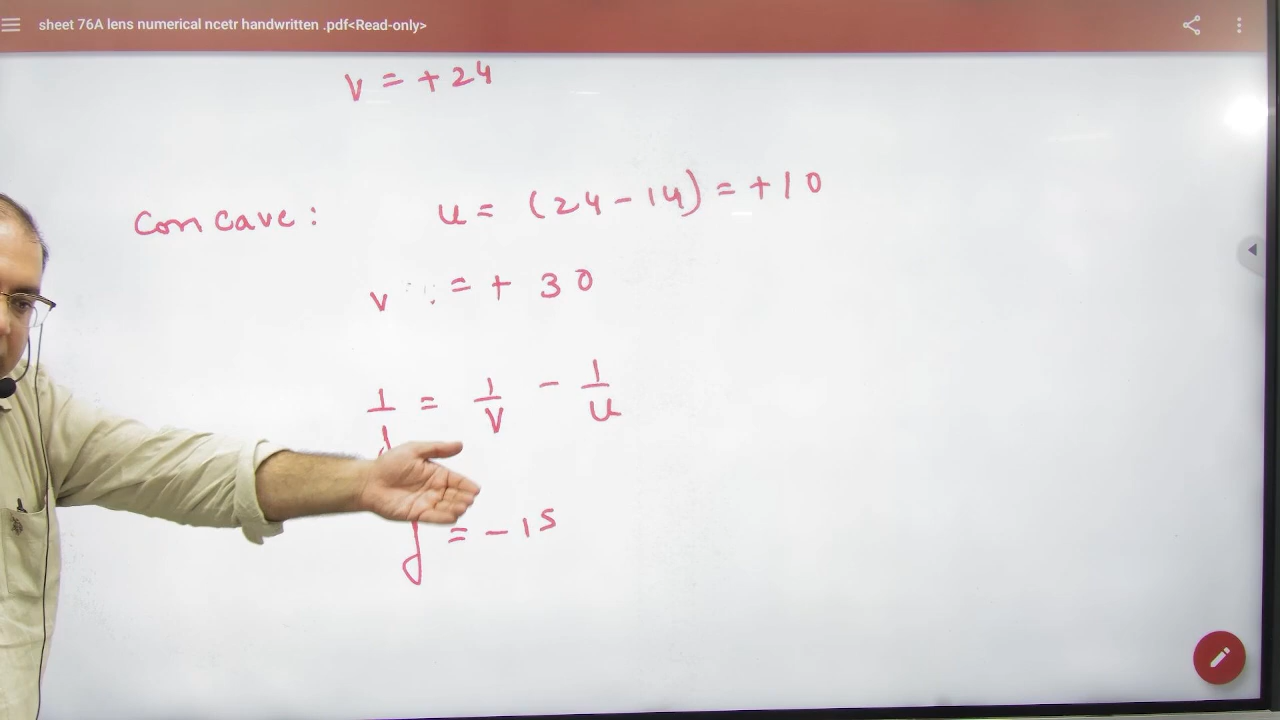 sheet 76A lens numerical ncetr handwritten .pdf<Read-only>
v = +24
Concave : u = (24-14) = +10
v = + 30
1/f = 1/v - 1/u
f = -15